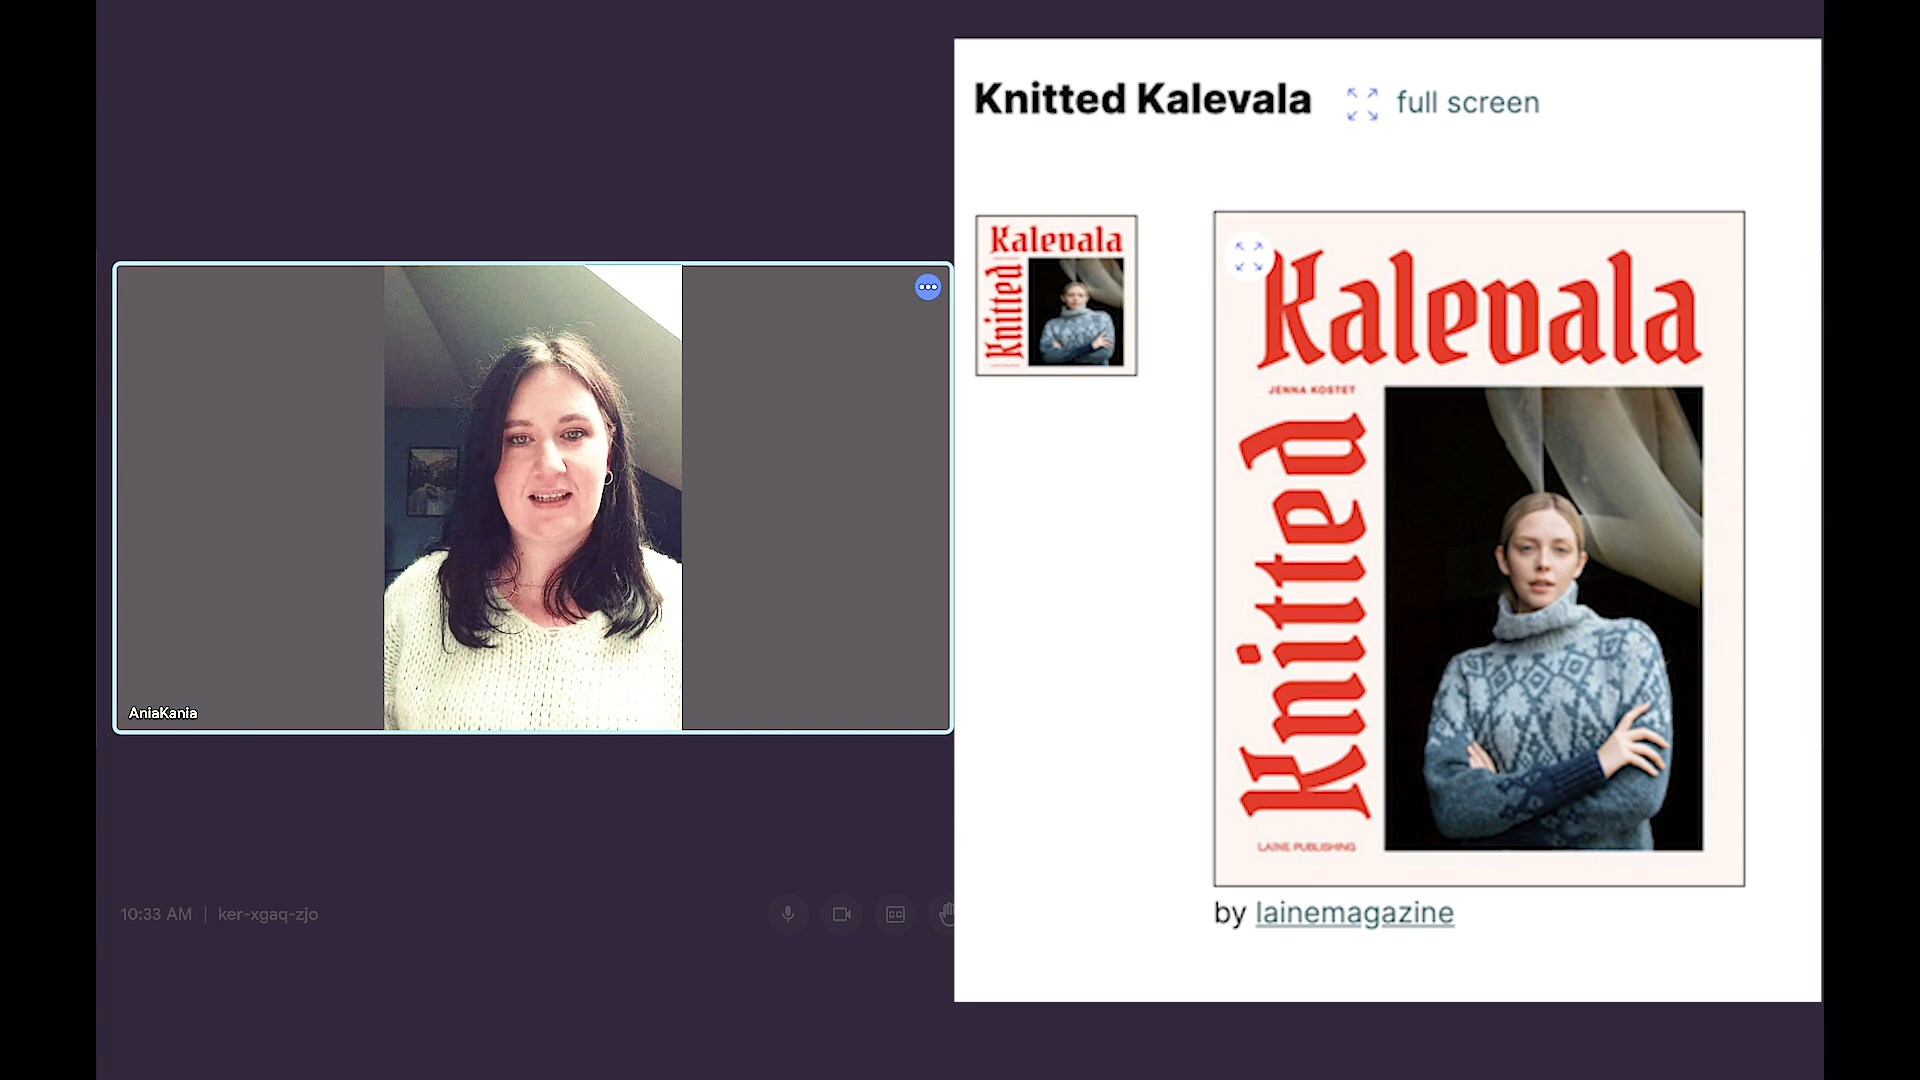 Knitted Kalevala full screen
Kalevala
Knitted
Kalevala
JENNA KOSTET
Knitted
LAINE PUBLISHING
by lainemagazine
AniaKania
10:33 AM | ker-xgaq-zjo
CC